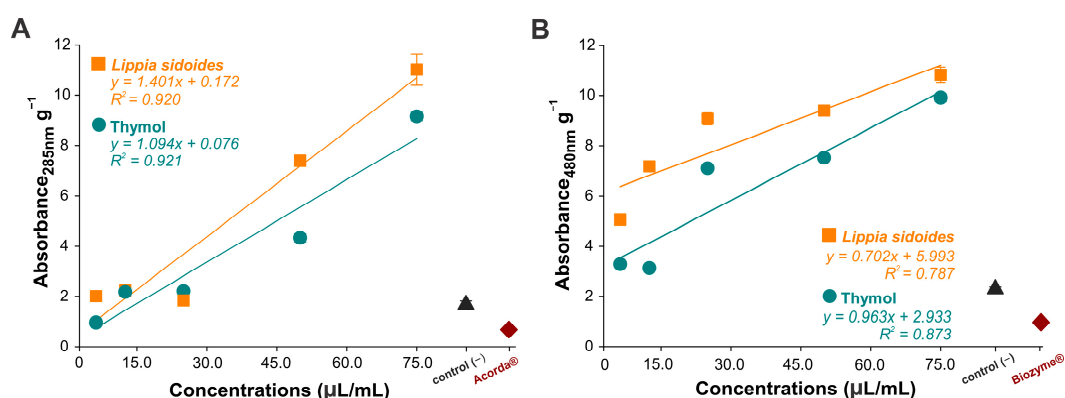 A
Absorbance285nm g−1
12
10
8
6
4
2
0
Lippia sidoides
y = 1.401x + 0.172
R2 = 0.920
Thymol
y = 1.094x + 0.076
R2 = 0.921
0
15.0
30.0
45.0
60.0
75.0
control (−)
Acorda®
Concentrations (µL/mL)
B
Absorbance480nm g−1
12
10
8
6
4
2
0
Lippia sidoides
y = 0.702x + 5.993
R2 = 0.787
Thymol
y = 0.963x + 2.933
R2 = 0.873
15.0
30.0
45.0
60.0
75.0
control (−)
Biozyme®
Concentrations (µL/mL)